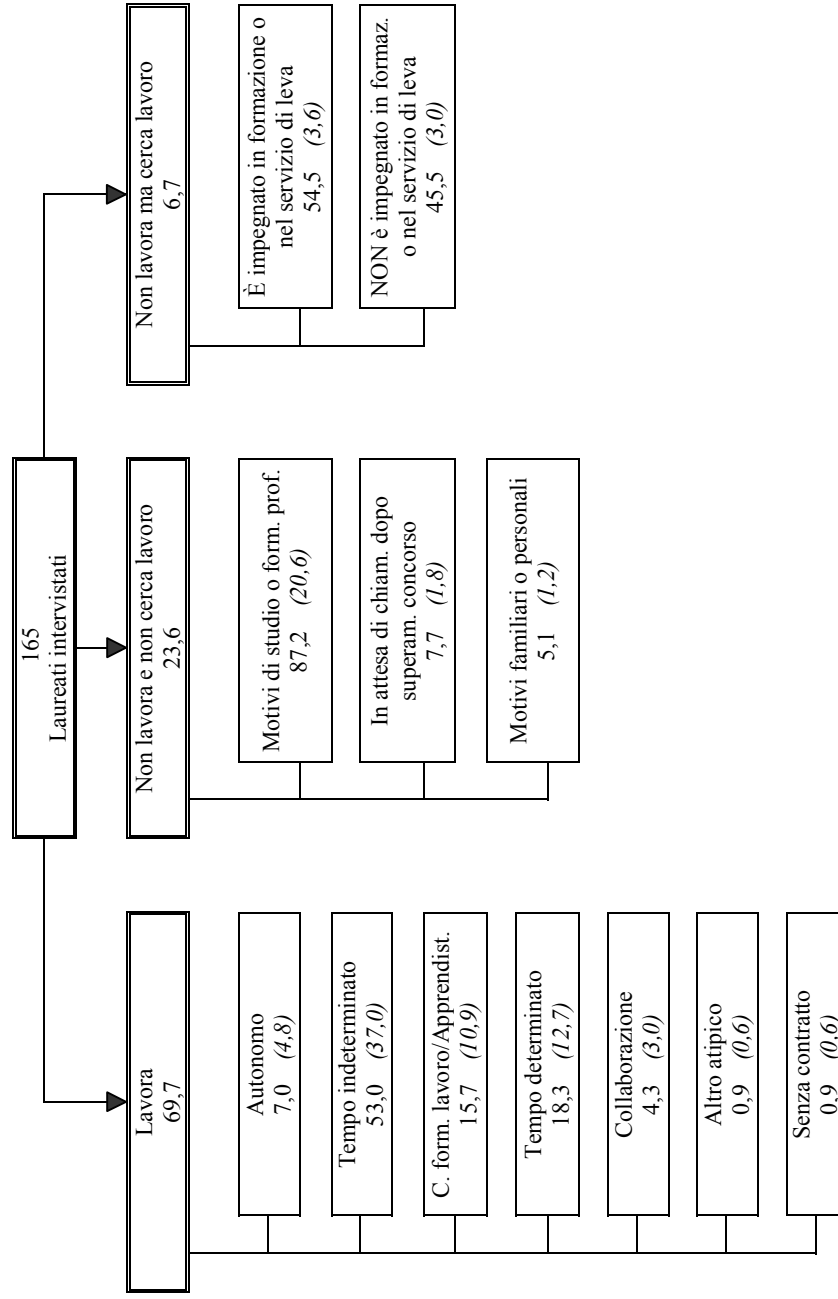 165
Laureati intervistati
Lavora
69,7
Autonomo
7,0 (4,8)
Tempo indeterminato
53,0 (37,0)
C. form. lavoro/Apprendist.
15,7 (10,9)
Tempo determinato
18,3 (12,7)
Collaborazione
4,3 (3,0)
Altro atipico
0,9 (0,6)
Senza contratto
0,9 (0,6)
Non lavora e non cerca lavoro
23,6
Motivi di studio o form. prof.
87,2 (20,6)
In attesa di chiam. dopo
superam. concorso
7,7 (1,8)
Motivi familiari o personali
5,1 (1,2)
Non lavora ma cerca lavoro
6,7
È impegnato in formazione o
nel servizio di leva
54,5 (3,6)
NON è impegnato in formaz.
o nel servizio di leva
45,5 (3,0)